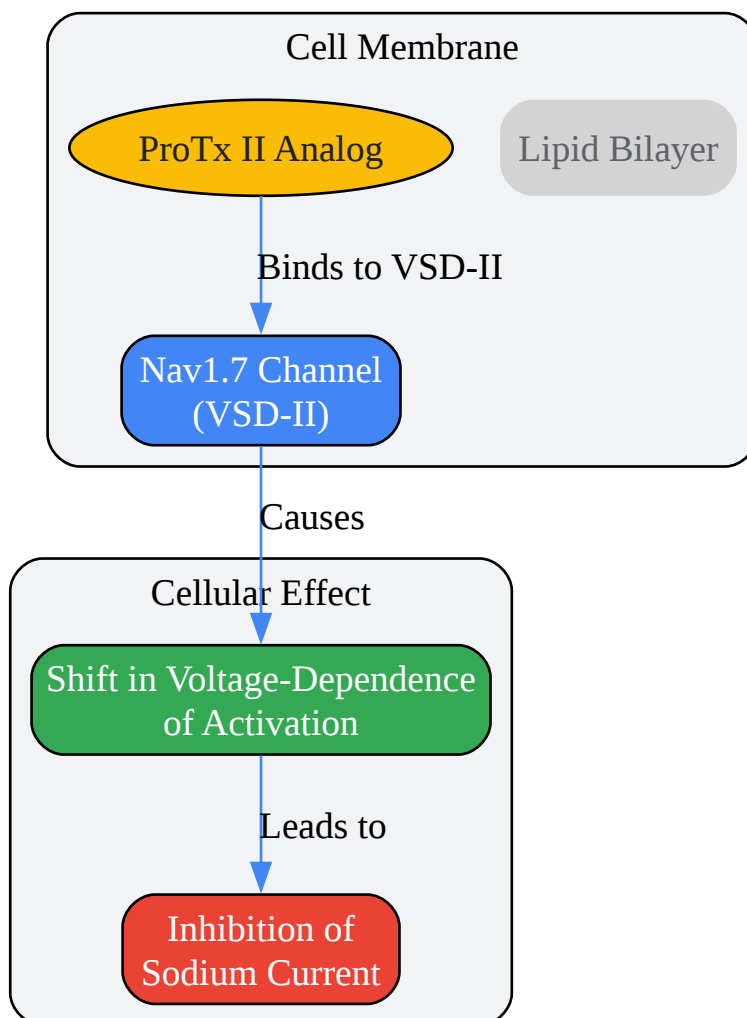 Cell Membrane
ProTx II Analog
Lipid Bilayer
Binds to VSD-II
Nav1.7 Channel
(VSD-II)
Causes
Cellular Effect
Shift in Voltage-Dependence
of Activation
Leads to
Inhibition of
Sodium Current